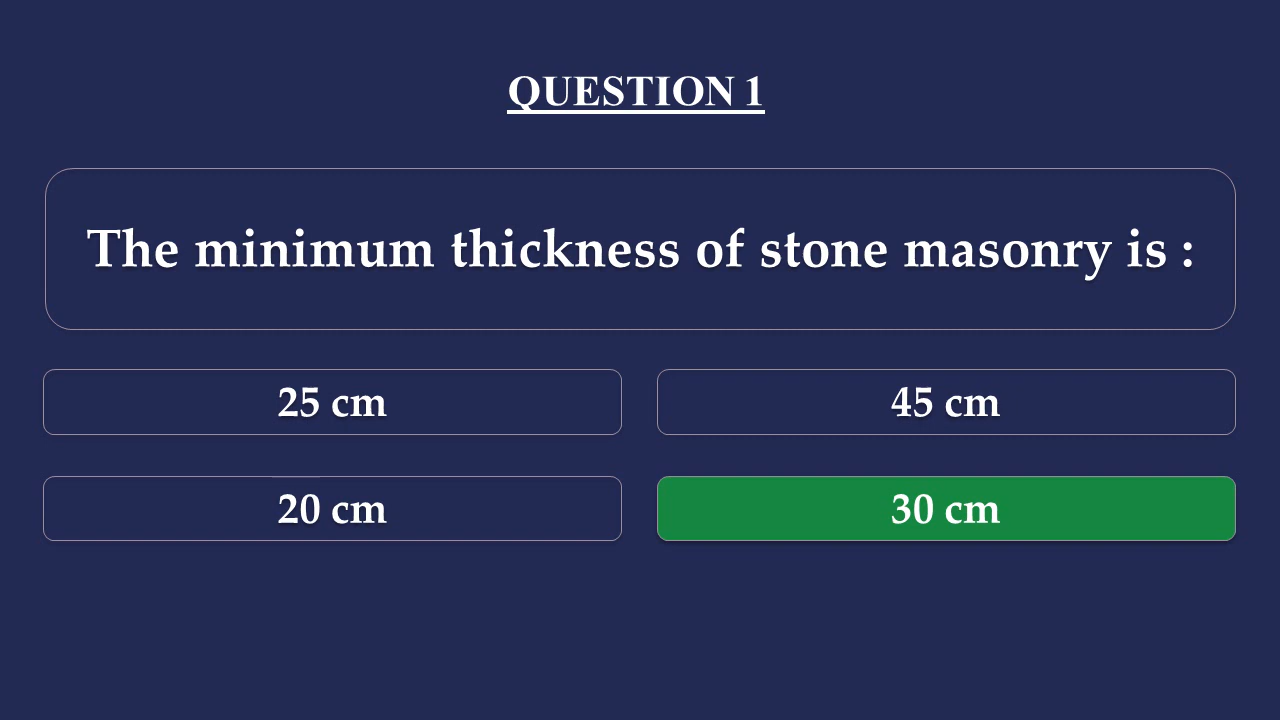 QUESTION 1
The minimum thickness of stone masonry is :
25 cm
45 cm
20 cm
30 cm